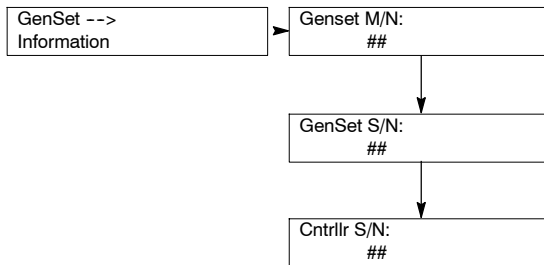 GenSet -->
Information
Genset M/N:
##
GenSet S/N:
##
Cntrllr S/N:
##